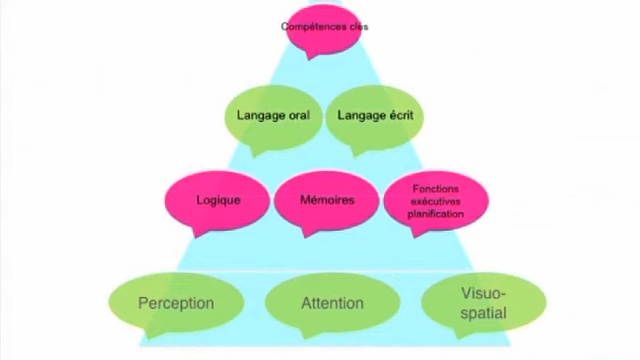 Compétences clés
Langage oral
Langage écrit
Logique
Mémoires
Fonctions
exécutives
planification
Perception
Attention
Visuo-
spatial